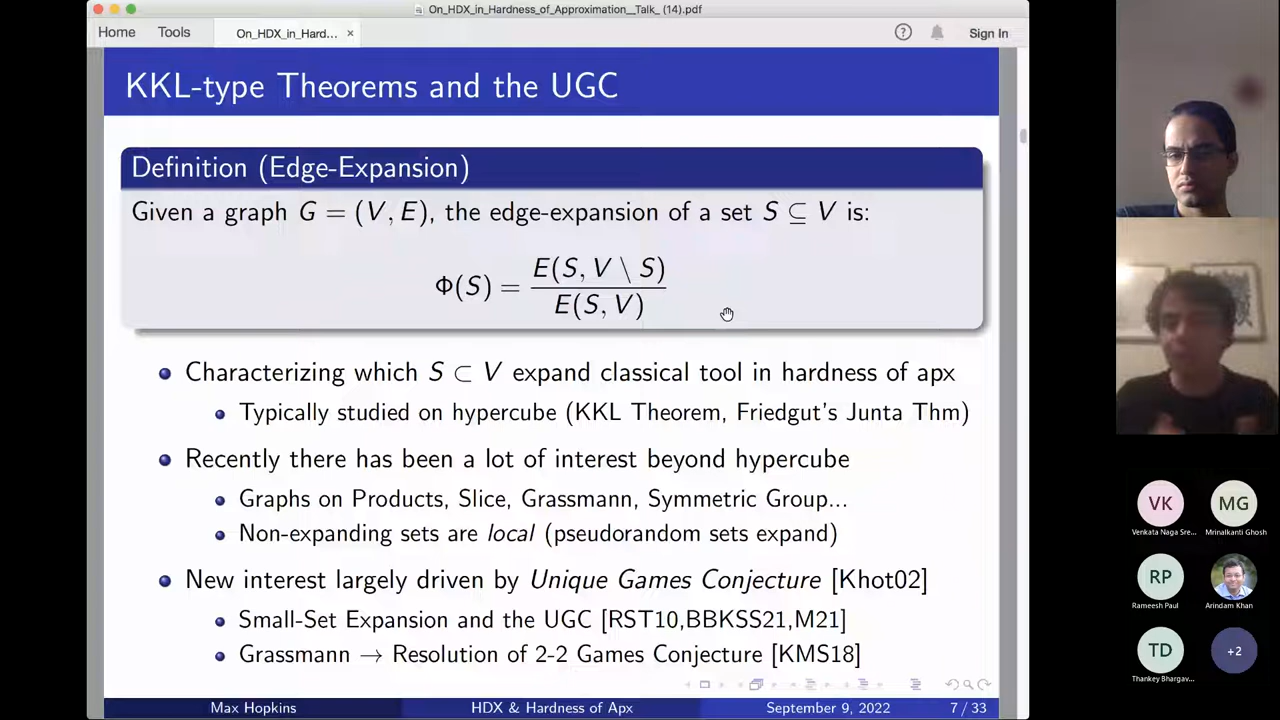 On_HDX_in_Hardness_of_Approximation__Talk_ (14).pdf
Home Tools On_HDX_in_Hard... × ? Sign In
KKL-type Theorems and the UGC
Definition (Edge-Expansion)
Given a graph G = (V, E), the edge-expansion of a set S ⊆ V is:
Φ(S) = E(S, V \ S) / E(S, V)
Characterizing which S ⊂ V expand classical tool in hardness of apx
Typically studied on hypercube (KKL Theorem, Friedgut's Junta Thm)
Recently there has been a lot of interest beyond hypercube
Graphs on Products, Slice, Grassmann, Symmetric Group...
Non-expanding sets are local (pseudorandom sets expand)
New interest largely driven by Unique Games Conjecture [Khot02]
Small-Set Expansion and the UGC [RST10,BBKSS21,M21]
Grassmann → Resolution of 2-2 Games Conjecture [KMS18]
Max Hopkins HDX & Hardness of Apx September 9, 2022 7 / 33
VK MG
Venkata Naga Sre... Mrinalkanti Ghosh
RP
Rameesh Paul Arindam Khan
TD +2
Thankey Bhargav...